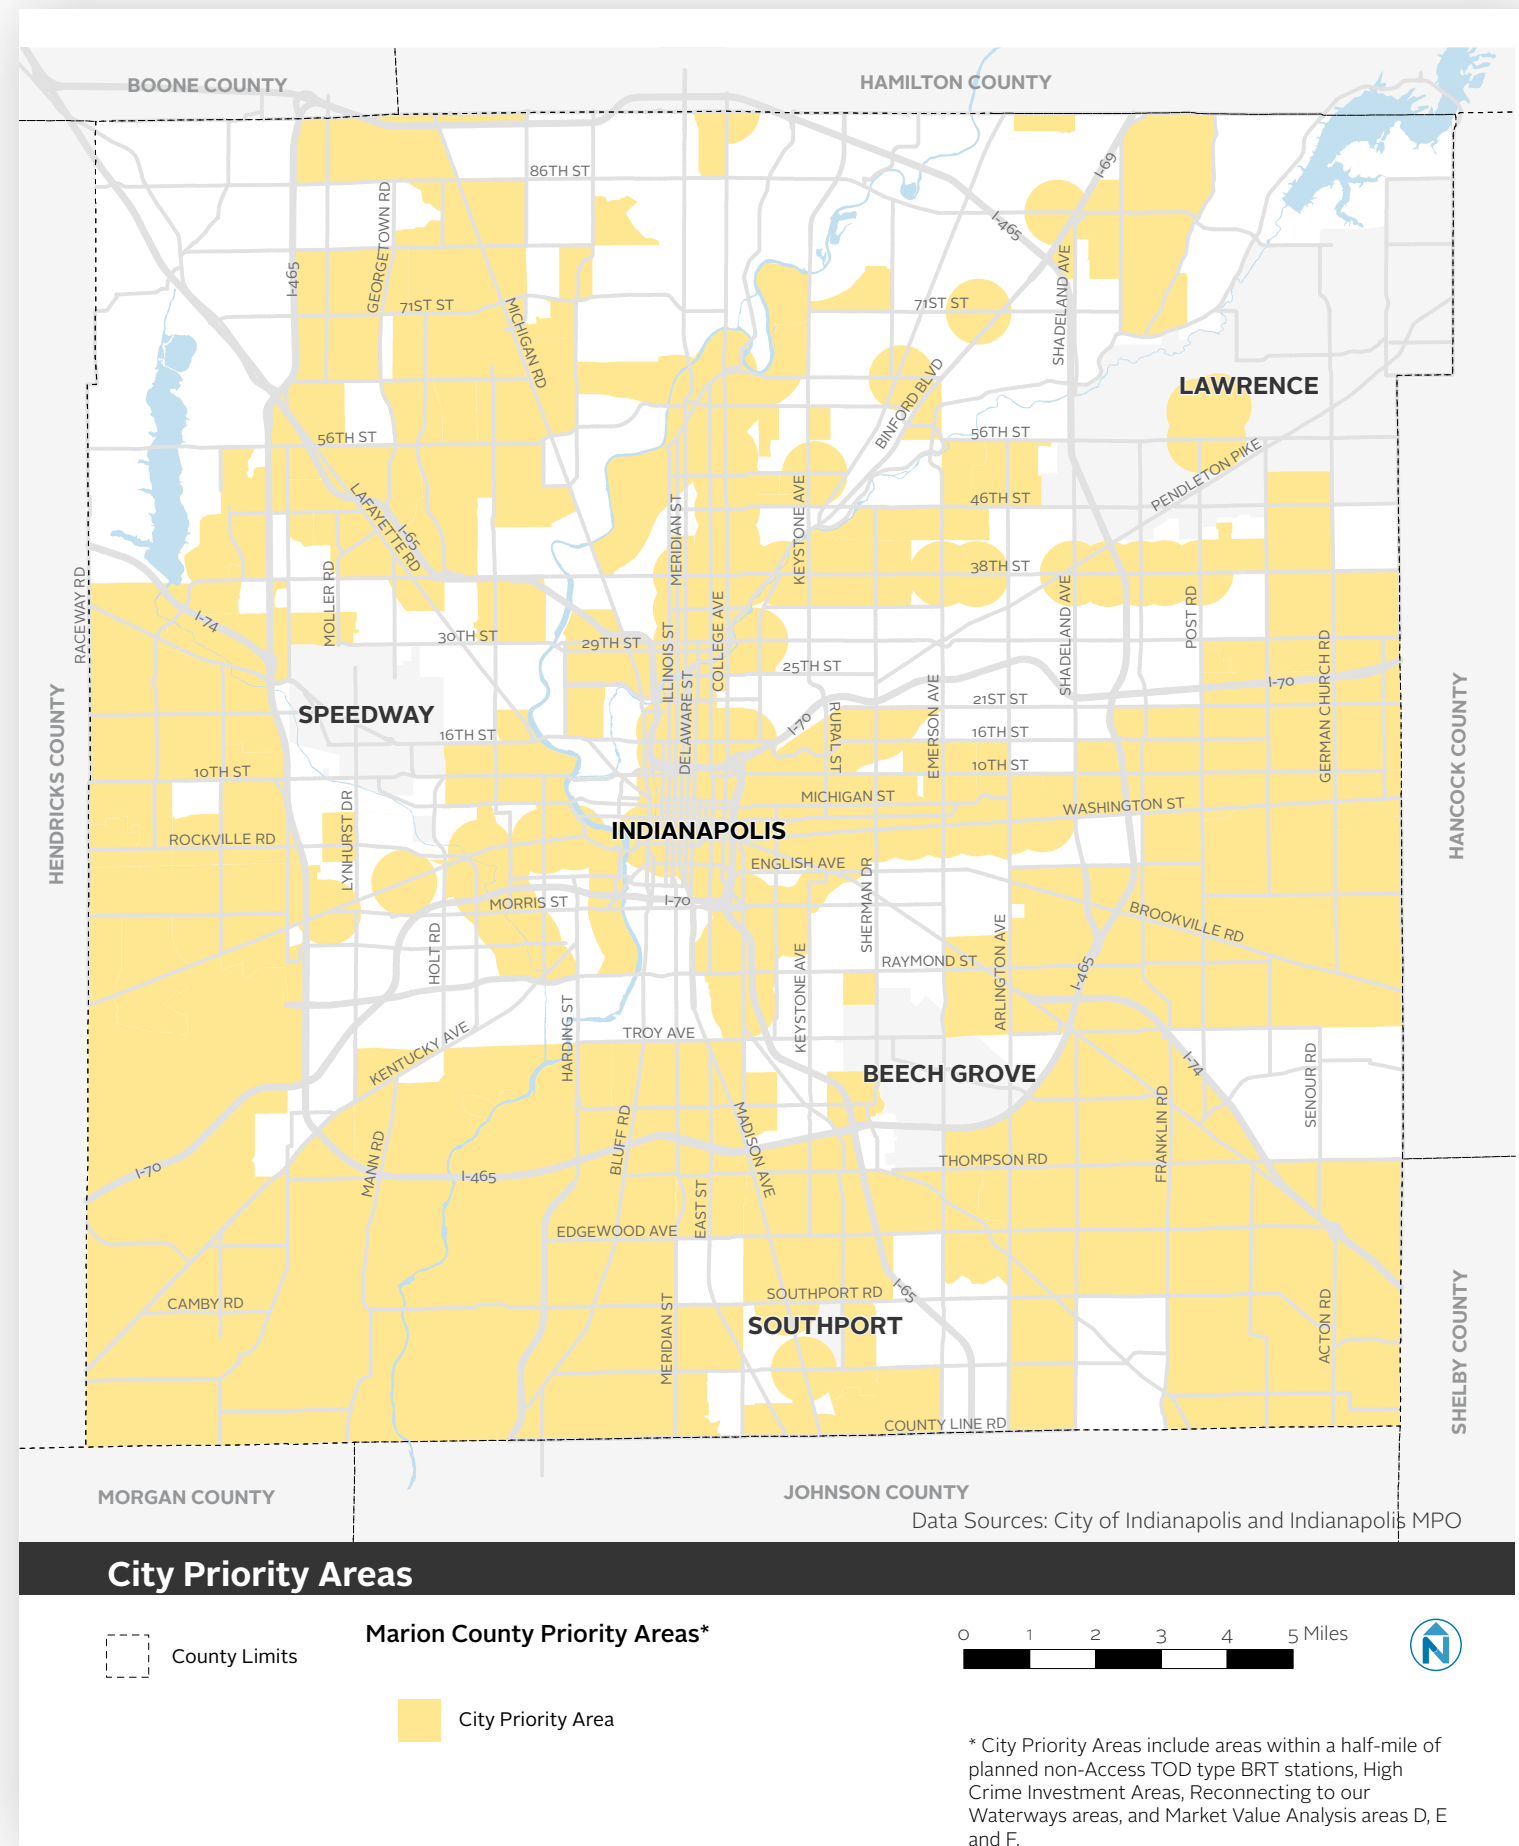 BOONE COUNTY
HAMILTON COUNTY
86TH ST
I-69
I-465
GEORGETOWN RD
SHADELAND AVE
I-465
71ST ST
MICHIGAN RD
71ST ST
BINFORD BLVD
LAWRENCE
56TH ST
56TH ST
PENDLETON PIKE
46TH ST
LAFAYETTE RD
I-65
MERIDIAN ST
KEYSTONE AVE
38TH ST
RACEWAY RD
I-74
MOLLER RD
30TH ST
29TH ST
ILLINOIS ST
COLLEGE AVE
25TH ST
SHADELAND AVE
POST RD
GERMAN CHURCH RD
I-70
HENDRICKS COUNTY
SPEEDWAY
DELAWARE ST
21ST ST
HANCOCK COUNTY
16TH ST
I-70
RURAL ST
EMERSON AVE
16TH ST
10TH ST
10TH ST
MICHIGAN ST
WASHINGTON ST
ROCKVILLE RD
LYNHURST DR
INDIANAPOLIS
ENGLISH AVE
SHERMAN DR
MORRIS ST
I-70
BROOKVILLE RD
HOLT RD
KEYSTONE AVE
RAYMOND ST
ARLINGTON AVE
I-465
HARDING ST
TROY AVE
KENTUCKY AVE
BEECH GROVE
I-74
SENOUR RD
MANN RD
BLUFF RD
MADISON AVE
FRANKLIN RD
I-70
I-465
THOMPSON RD
EAST ST
EDGEWOOD AVE
CAMBY RD
SOUTHPORT RD
I-65
SOUTHPORT
MERIDIAN ST
ACTON RD
SHELBY COUNTY
COUNTY LINE RD
MORGAN COUNTY
JOHNSON COUNTY
Data Sources: City of Indianapolis and Indianapolis MPO
City Priority Areas
County Limits
Marion County Priority Areas*
City Priority Area
0 1 2 3 4 5 Miles
N
* City Priority Areas include areas within a half-mile of
planned non-Access TOD type BRT stations, High
Crime Investment Areas, Reconnecting to our
Waterways areas, and Market Value Analysis areas D, E
and F.